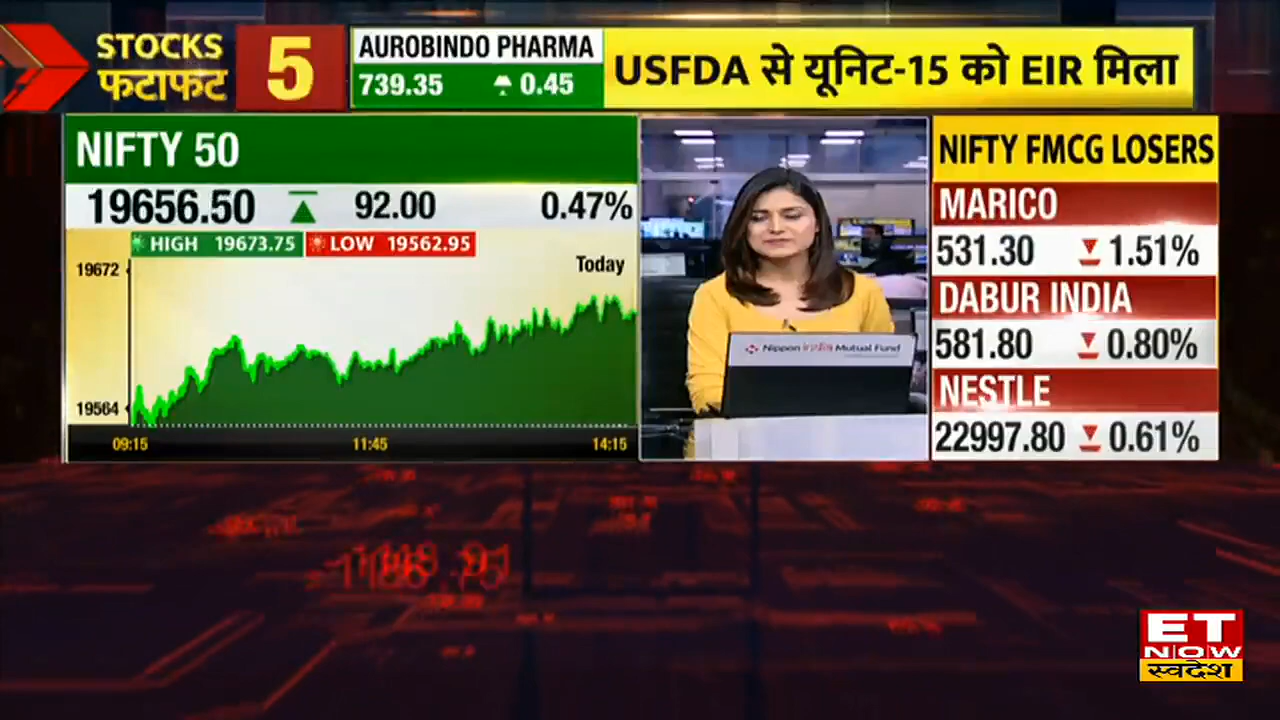 STOCKS
फटाफट
5
AUROBINDO PHARMA
739.35 0.45
USFDA से यूनिट-15 को EIR मिला
NIFTY 50
19656.50 92.00 0.47%
HIGH 19673.75 LOW 19562.95
19672
Today
19564
09:15 11:45 14:15
Nippon India Mutual Fund
NIFTY FMCG LOSERS
MARICO
531.30 1.51%
DABUR INDIA
581.80 0.80%
NESTLE
22997.80 0.61%
ET
NOW
स्वदेश